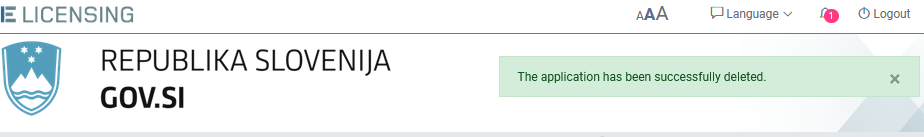 E LICENSING
AAA
Language
1
Logout
REPUBLIKA SLOVENIJA
GOV.SI
The application has been successfully deleted.
×